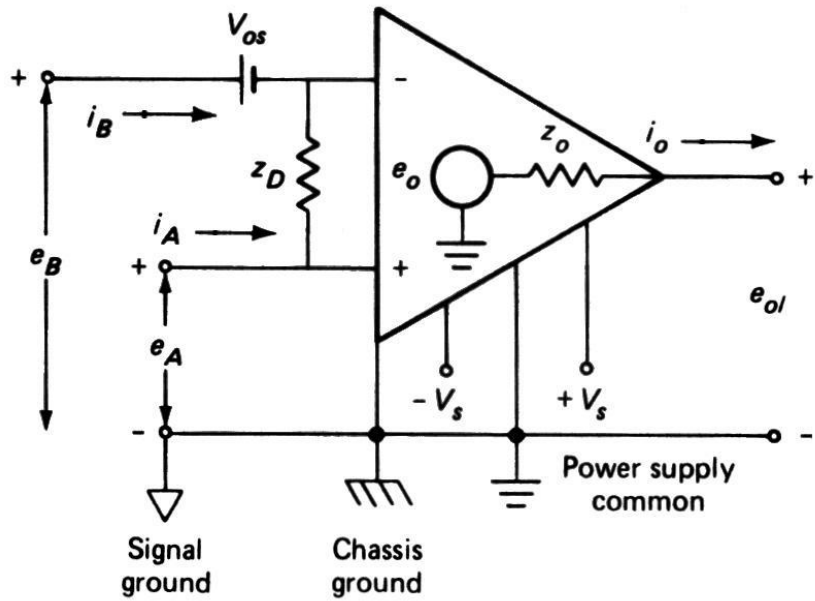 V_os
+
i_B
-
z_D
e_o
z_o
i_o
+
i_A
e_B
+
+
e_A
e_ol
- V_s
+ V_s
-
-
Power supply
common
Signal
ground
Chassis
ground